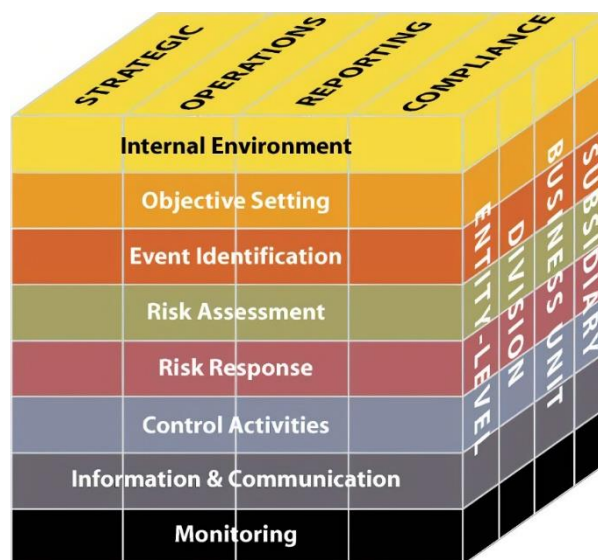 STRATEGIC
OPERATIONS
REPORTING
COMPLIANCE
Internal Environment
Objective Setting
Event Identification
Risk Assessment
Risk Response
Control Activities
Information & Communication
Monitoring
ENTITY-LEVEL
DIVISION
BUSINESS UNIT
SUBSIDIARY